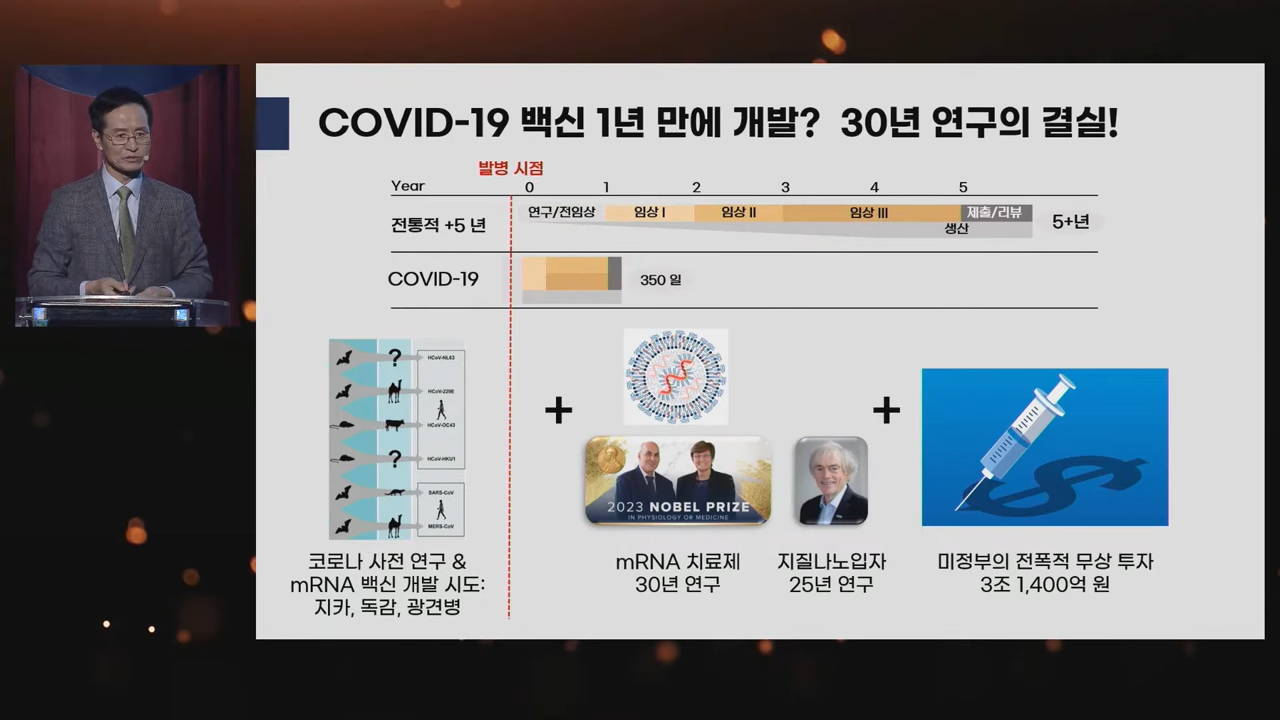 COVID-19 백신 1년 만에 개발? 30년 연구의 결실!
발병 시점
Year 0 1 2 3 4 5
전통적 +5 년 연구/전임상 임상 I 임상 II 임상 III 제출/리뷰 5+년
생산
COVID-19 350 일
HCoV-NL63
HCoV-229E
HCoV-OC43
HCoV-HKU1
SARS-CoV
MERS-CoV
?
?
+
+
2023 NOBEL PRIZE
IN PHYSIOLOGY OR MEDICINE
코로나 사전 연구 &
mRNA 백신 개발 시도:
지카, 독감, 광견병
mRNA 치료제
30년 연구
지질나노입자
25년 연구
미정부의 전폭적 무상 투자
3조 1,400억 원